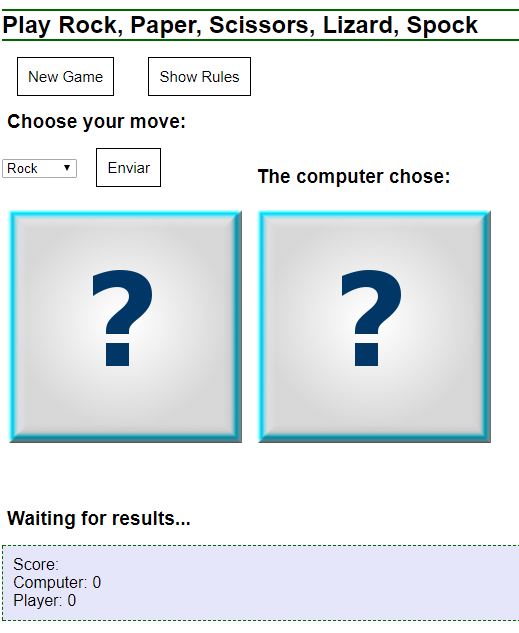 Play Rock, Paper, Scissors, Lizard, Spock
New Game Show Rules
Choose your move:
Rock Enviar
The computer chose:
? ?
Waiting for results...
Score:
Computer: 0
Player: 0